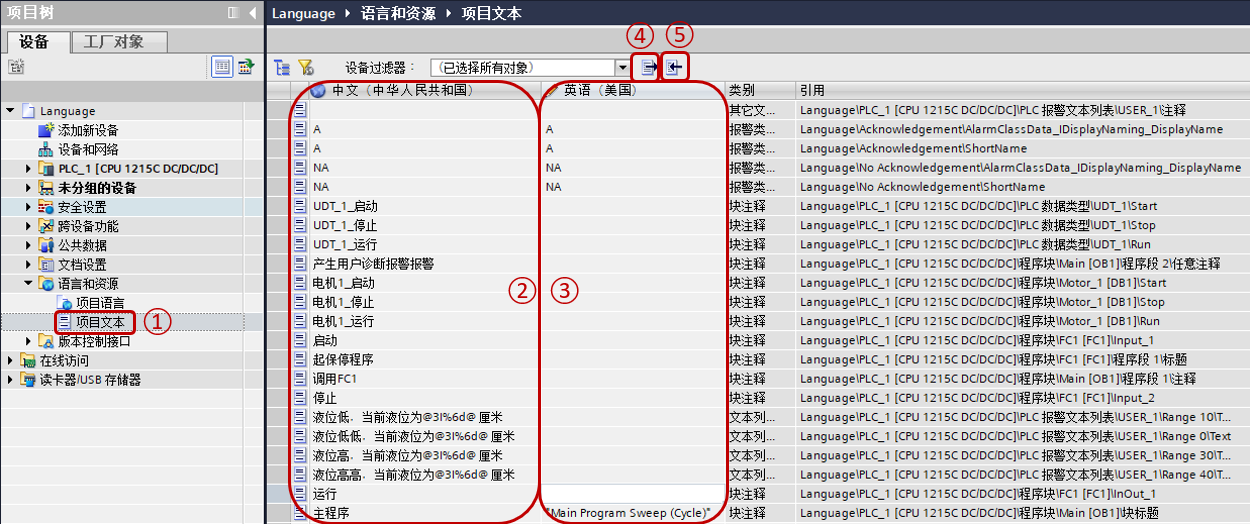 项目树
Language ▸ 语言和资源 ▸ 项目文本
设备
工厂对象
④
⑤
设备过滤器：
（已选择所有对象）
Language
添加新设备
设备和网络
PLC_1 [CPU 1215C DC/DC/DC]
未分组的设备
安全设置
跨设备功能
公共数据
文档设置
语言和资源
项目语言
项目文本
①
版本控制接口
在线访问
读卡器/USB 存储器
②
③
中文（中华人民共和国） 英语（美国） 类别 引用
其它文... Language\PLC_1 [CPU 1215C DC/DC/DC]\PLC 报警文本列表\USER_1\注释
A A 报警类... Language\Acknowledgement\AlarmClassData_IDisplayNaming_DisplayName
A A 报警类... Language\Acknowledgement\ShortName
NA NA 报警类... Language\No Acknowledgement\AlarmClassData_IDisplayNaming_DisplayName
NA NA 报警类... Language\No Acknowledgement\ShortName
UDT_1_启动 块注释 Language\PLC_1 [CPU 1215C DC/DC/DC]\PLC 数据类型\UDT_1\Start
UDT_1_停止 块注释 Language\PLC_1 [CPU 1215C DC/DC/DC]\PLC 数据类型\UDT_1\Stop
UDT_1_运行 块注释 Language\PLC_1 [CPU 1215C DC/DC/DC]\PLC 数据类型\UDT_1\Run
产生用户诊断报警报警 块注释 Language\PLC_1 [CPU 1215C DC/DC/DC]\程序块\Main [OB1]\程序段 2\任意注释
电机1_启动 块注释 Language\PLC_1 [CPU 1215C DC/DC/DC]\程序块\Motor_1 [DB1]\Start
电机1_停止 块注释 Language\PLC_1 [CPU 1215C DC/DC/DC]\程序块\Motor_1 [DB1]\Stop
电机1_运行 块注释 Language\PLC_1 [CPU 1215C DC/DC/DC]\程序块\Motor_1 [DB1]\Run
启动 块注释 Language\PLC_1 [CPU 1215C DC/DC/DC]\程序块\FC1 [FC1]\Input_1
起保停程序 块注释 Language\PLC_1 [CPU 1215C DC/DC/DC]\程序块\FC1 [FC1]\程序段 1\标题
调用FC1 块注释 Language\PLC_1 [CPU 1215C DC/DC/DC]\程序块\Main [OB1]\程序段 1\注释
停止 块注释 Language\PLC_1 [CPU 1215C DC/DC/DC]\程序块\FC1 [FC1]\Input_2
液位低．当前液位为@3I%6d@ 厘米 文本列... Language\PLC_1 [CPU 1215C DC/DC/DC]\PLC 报警文本列表\USER_1\Range 10\T...
液位低低．当前液位为@3I%6d@ 厘米 文本列... Language\PLC_1 [CPU 1215C DC/DC/DC]\PLC 报警文本列表\USER_1\Range 0\Text
液位高．当前液位为@3I%6d@ 厘米 文本列... Language\PLC_1 [CPU 1215C DC/DC/DC]\PLC 报警文本列表\USER_1\Range 30\T...
液位高高．当前液位为@3I%6d@ 厘米 文本列... Language\PLC_1 [CPU 1215C DC/DC/DC]\PLC 报警文本列表\USER_1\Range 40\T...
运行 块注释 Language\PLC_1 [CPU 1215C DC/DC/DC]\程序块\FC1 [FC1]\InOut_1
主程序 "Main Program Sweep (Cycle)" 块注释 Language\PLC_1 [CPU 1215C DC/DC/DC]\程序块\Main [OB1]\块标题